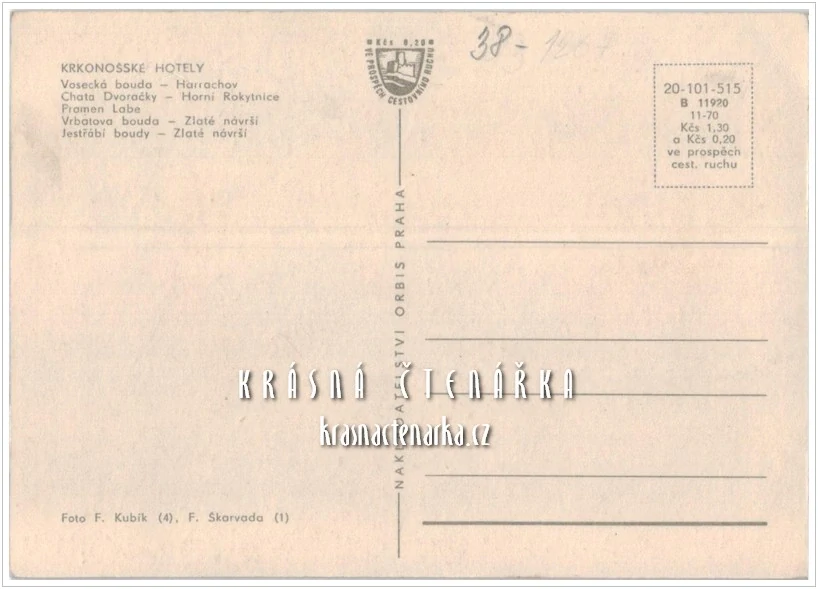 KRKONOŠSKÉ HOTELY
Vosecká bouda – Harrachov
Chata Dvoračky – Horní Rokytnice
Pramen Labe
Vrbatova bouda – Zlaté návrší
Jestřábí boudy – Zlaté návrší
Kčs 0,20
VE PROSPĚCH CESTOVNÍHO RUCHU
38 -
20-101-515
B 11920
11-70
Kčs 1,30
a Kčs 0,20
ve prospěch
cest. ruchu
NAKLADATELSTVÍ ORBIS PRAHA
KRÁSNÁ ČTENÁŘKA
krasnactenarka.cz
Foto F. Kubík (4), F. Škarvada (1)